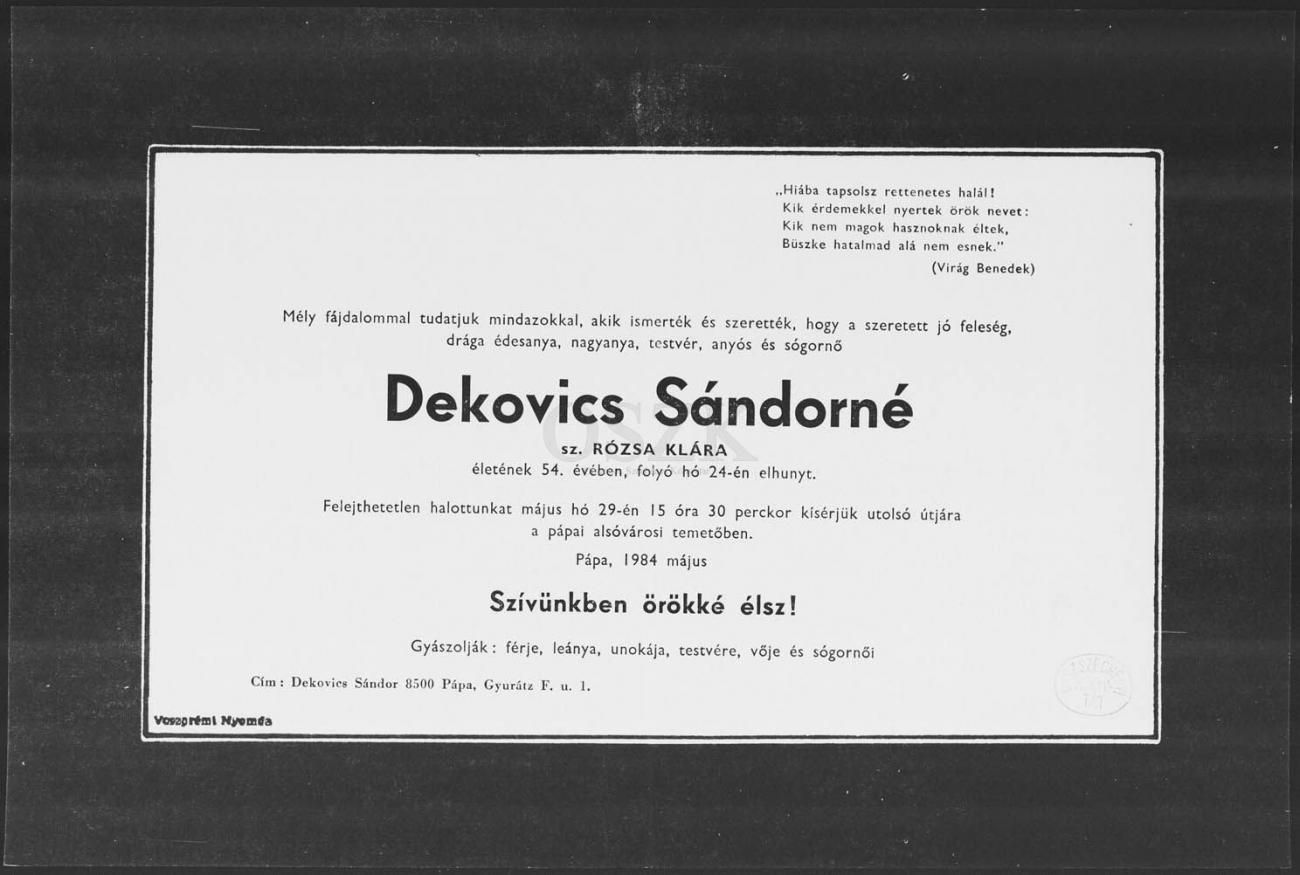 „Hiába tapsolsz rettenetes halál!
Kik érdemekkel nyertek örök nevet:
Kik nem magok hasznoknak éltek,
Büszke hatalmad alá nem esnek."
(Virág Benedek)
Mély fájdalommal tudatjuk mindazokkal, akik ismerték és szerették, hogy a szeretett jó feleség,
drága édesanya, nagyanya, testvér, anyós és sógornő
Dekovics Sándorné
OSZK
sz. RÓZSA KLÁRA
életének 54. évében, folyó hó 24-én elhunyt.
Felejthetetlen halottunkat május hó 29-én 15 óra 30 perckor kísérjük utolsó útjára
a pápai alsóvárosi temetőben.
Pápa, 1984 május
Szívünkben örökké élsz!
Gyászolják: férje, leánya, unokája, testvére, vője és sógornői
Cím: Dekovics Sándor 8500 Pápa, Gyurátz F. u. 1.
Veszprémi Nyomda